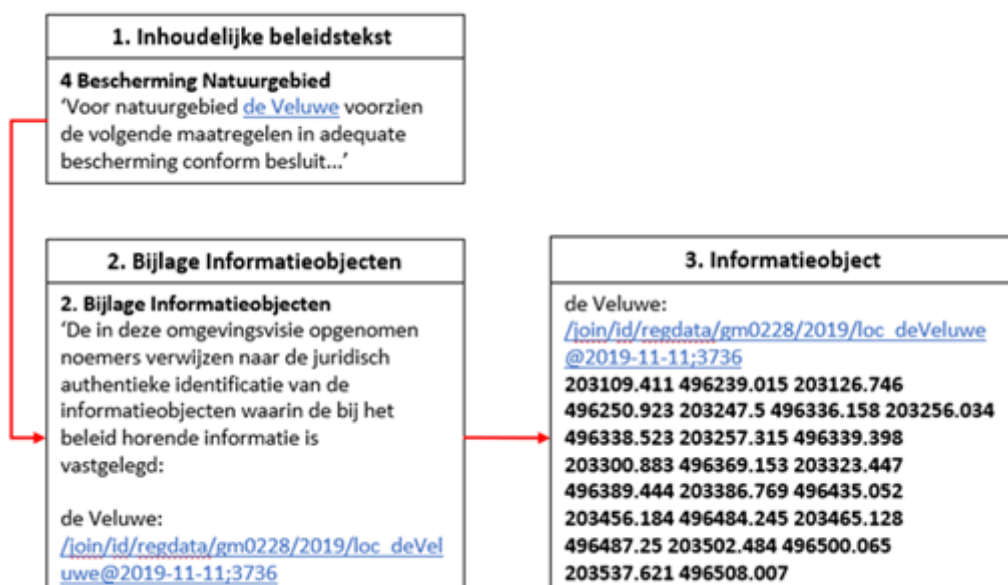 1. Inhoudelijke beleidstekst
4 Bescherming Natuurgebied
‘Voor natuurgebied de Veluwe voorzien
de volgende maatregelen in adequate
bescherming conform besluit...’
2. Bijlage Informatieobjecten
2. Bijlage Informatieobjecten
‘De in deze omgevingsvisie opgenomen
noemers verwijzen naar de juridisch
authentieke identificatie van de
informatieobjecten waarin de bij het
beleid horende informatie is
vastgelegd:
de Veluwe:
/join/id/regdata/gm0228/2019/loc_deVel
uwe@2019-11-11;3736
3. Informatieobject
de Veluwe:
/join/id/regdata/gm0228/2019/loc_deVeluwe
@2019-11-11;3736
203109.411 496239.015 203126.746
496250.923 203247.5 496336.158 203256.034
496338.523 203257.315 496339.398
203300.883 496369.153 203323.447
496389.444 203386.769 496435.052
203456.184 496484.245 203465.128
496487.25 203502.484 496500.065
203537.621 496508.007